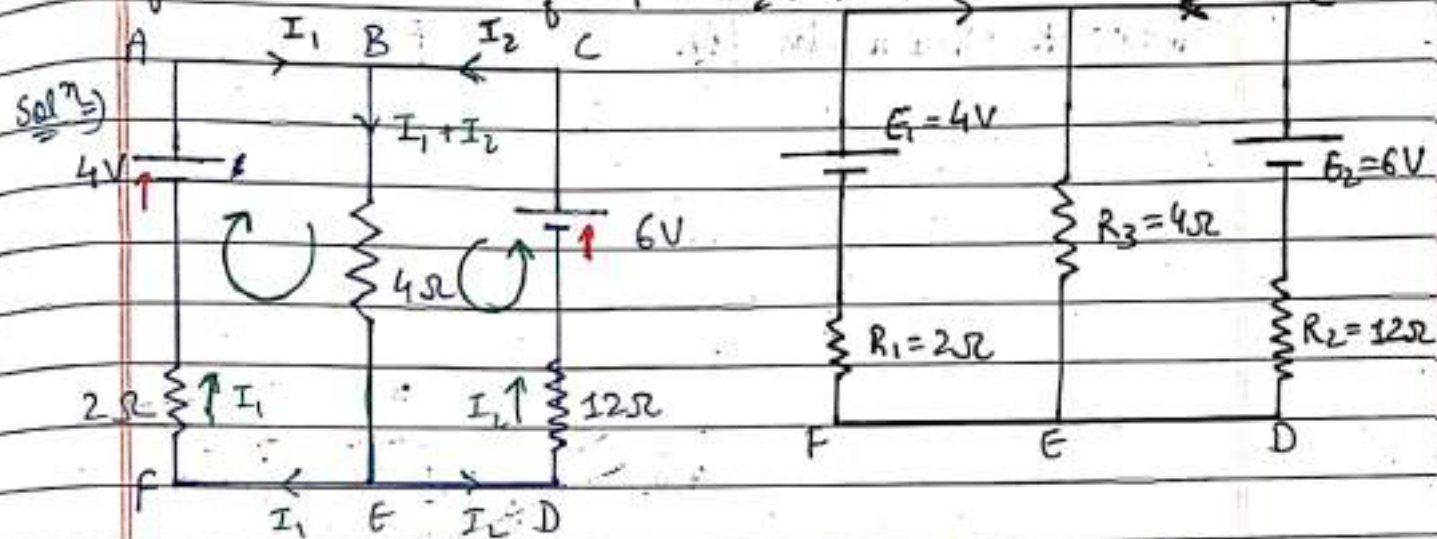 A I₁ B I₂ C
Solⁿ⇒
I₁+I₂
E₁=4V
4V
E₂=6V
6V
R₃=4Ω
4Ω
R₁=2Ω
R₂=12Ω
2Ω I₁ I₂ 12Ω
F E D
F I₁ E I₂ D